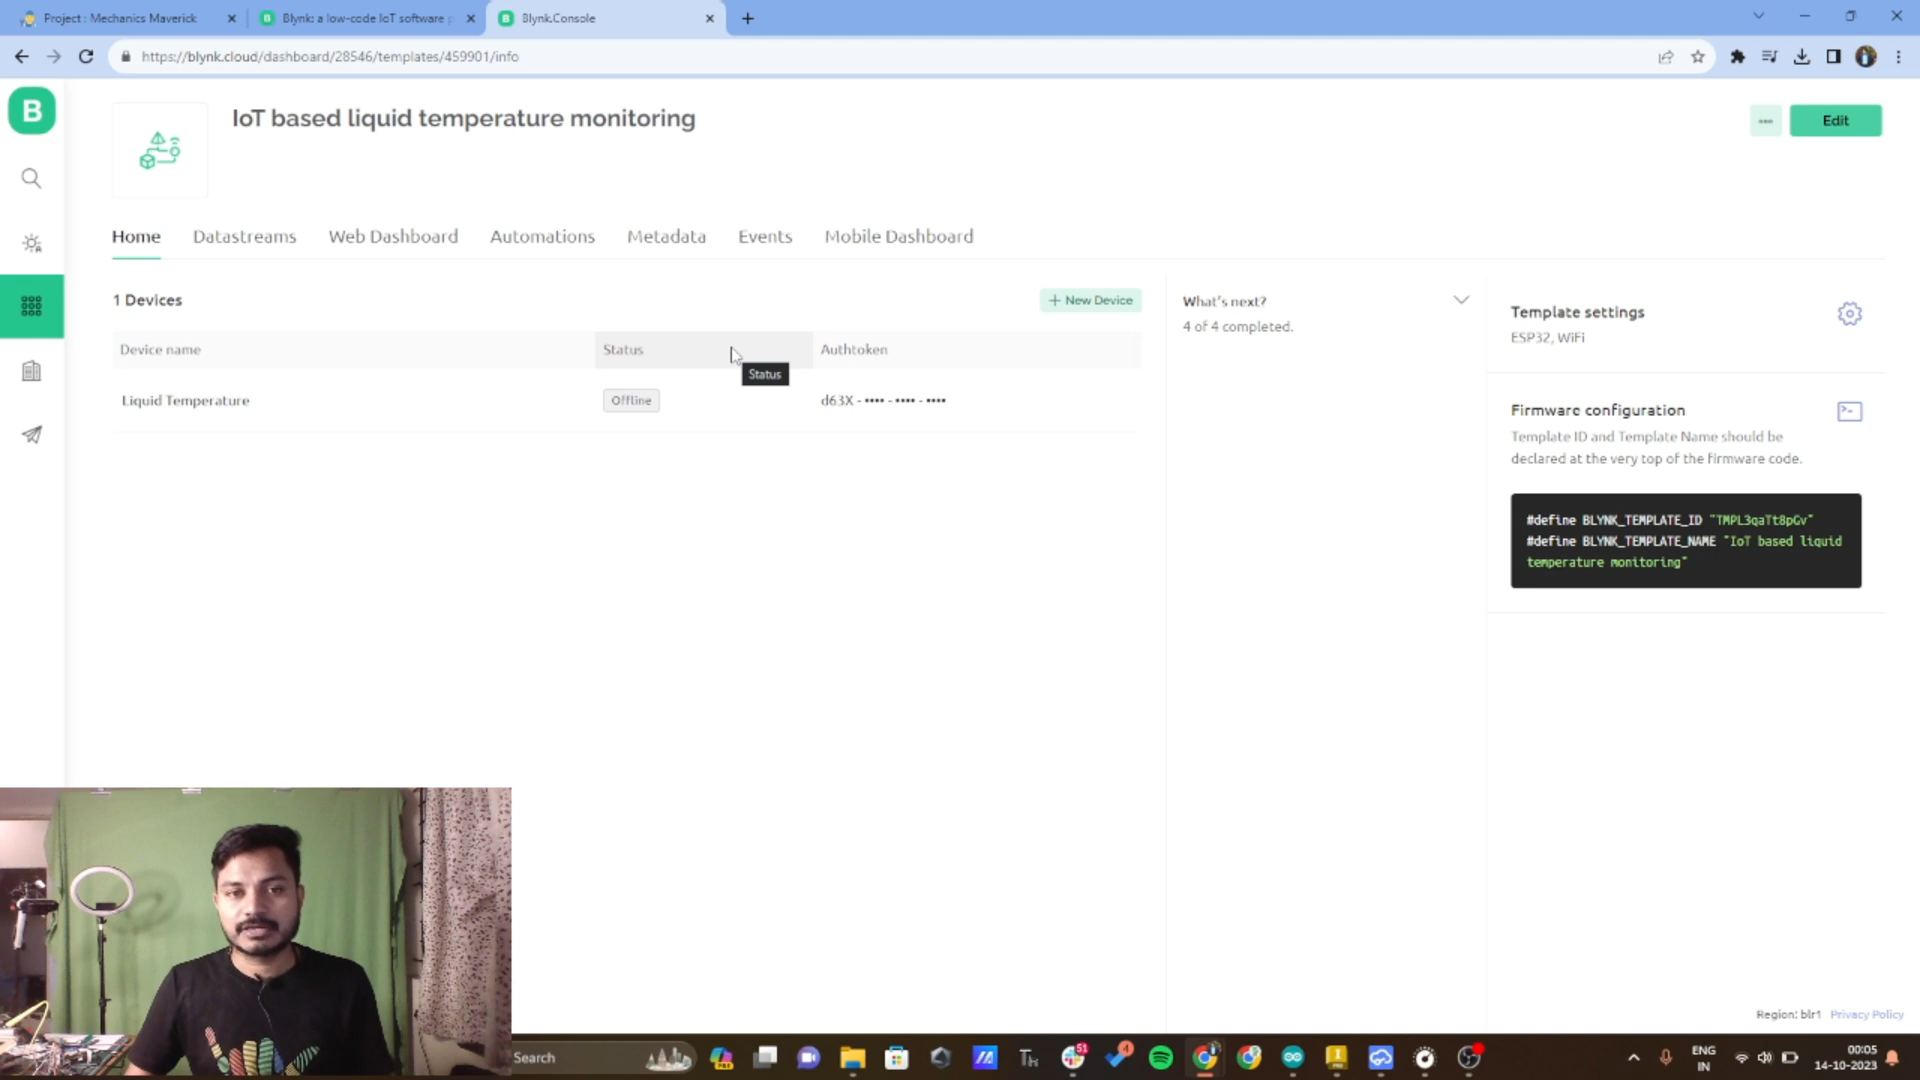 Project : Mechanics Maverick
Blynk: a low-code IoT software p
Blynk.Console
https://blynk.cloud/dashboard/28546/templates/459901/info
B
IoT based liquid temperature monitoring
Edit
Home Datastreams Web Dashboard Automations Metadata Events Mobile Dashboard
1 Devices
+ New Device
Device name Status Authtoken
Status
Liquid Temperature Offline d63X - •••• - •••• - ••••
What's next?
4 of 4 completed.
Template settings
ESP32, WiFi
Firmware configuration
Template ID and Template Name should be
declared at the very top of the firmware code.
#define BLYNK_TEMPLATE_ID "TMPL3qaTt8pGv"
#define BLYNK_TEMPLATE_NAME "IoT based liquid
temperature monitoring"
Region: blr1 Privacy Policy
Search
51
4
ENG
IN
00:05
14-10-2023